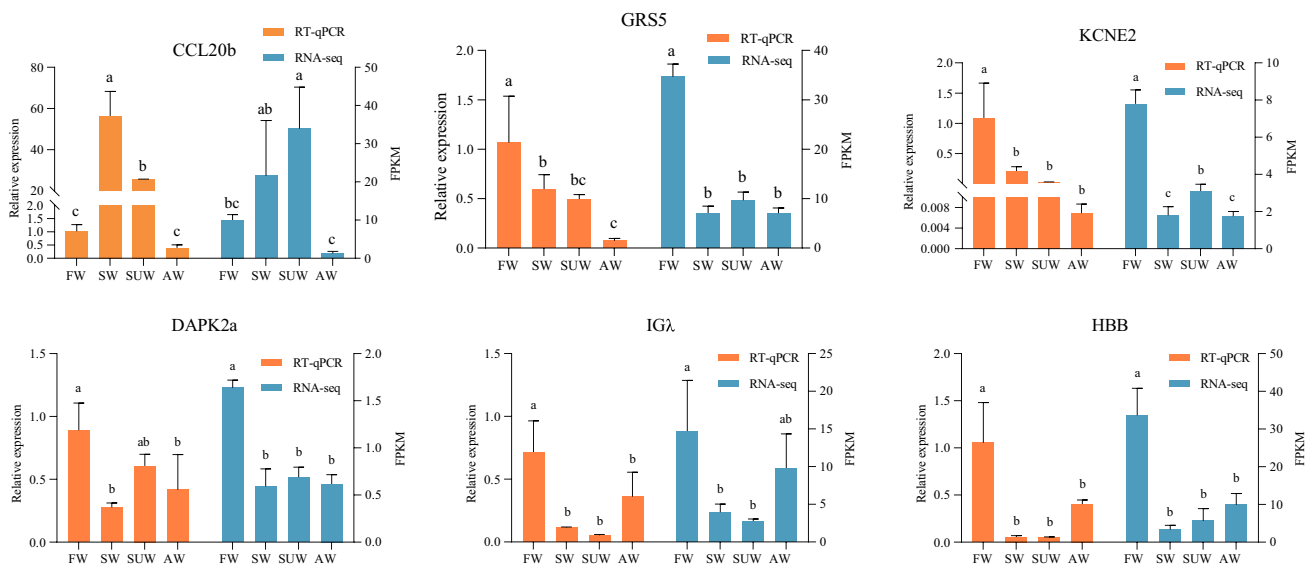 CCL20b
RT-qPCR
RNA-seq
Relative expression
80
60
40
20
2.0
1.5
1.0
0.5
0.0
c
a
b
c
bc
ab
a
c
50
40
30
20
10
0
FPKM
FW SW SUW AW FW SW SUW AW
GRS5
RT-qPCR
RNA-seq
Relative expression
2.0
1.5
1.0
0.5
0.0
a
b
bc
c
a
b
b
b
40
30
20
10
0
FPKM
FW SW SUW AW FW SW SUW AW
KCNE2
RT-qPCR
RNA-seq
Relative expression
2.0
1.5
1.0
0.5
0.008
0.004
0.000
a
b
b
b
a
c
b
c
10
8
6
4
2
0
FPKM
FW SW SUW AW FW SW SUW AW
DAPK2a
RT-qPCR
RNA-seq
Relative expression
1.5
1.0
0.5
0.0
a
b
ab
b
a
b
b
b
2.0
1.5
1.0
0.5
0.0
FPKM
FW SW SUW AW FW SW SUW AW
IGλ
RT-qPCR
RNA-seq
Relative expression
1.5
1.0
0.5
0.0
a
b
b
b
a
b
b
ab
25
20
15
10
5
0
FPKM
FW SW SUW AW FW SW SUW AW
HBB
RT-qPCR
RNA-seq
Relative expression
2.0
1.5
1.0
0.5
0.0
a
b
b
b
a
b
b
b
50
40
30
20
10
0
FPKM
FW SW SUW AW FW SW SUW AW